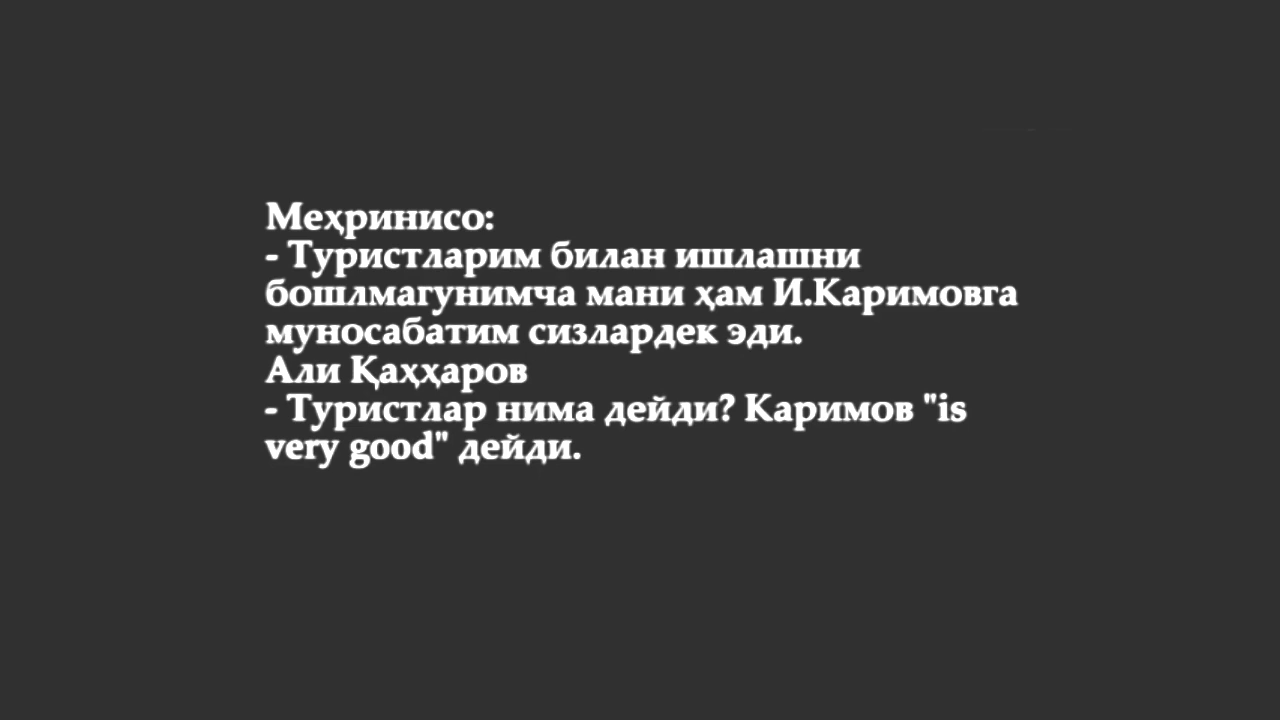 Меҳринисо:
- Туристларим билан ишлашни
бошлмагунимча мани ҳам И.Каримовга
муносабатим сизлардек эди.
Али Қаҳҳаров
- Туристлар нима дейди? Каримов "is
very good" дейди.